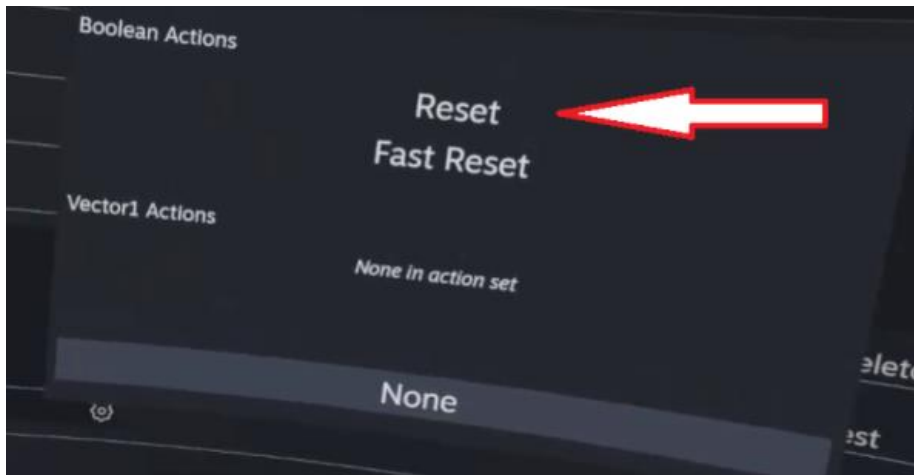 Boolean Actions
Reset
Fast Reset
Vector1 Actions
None in action set
None